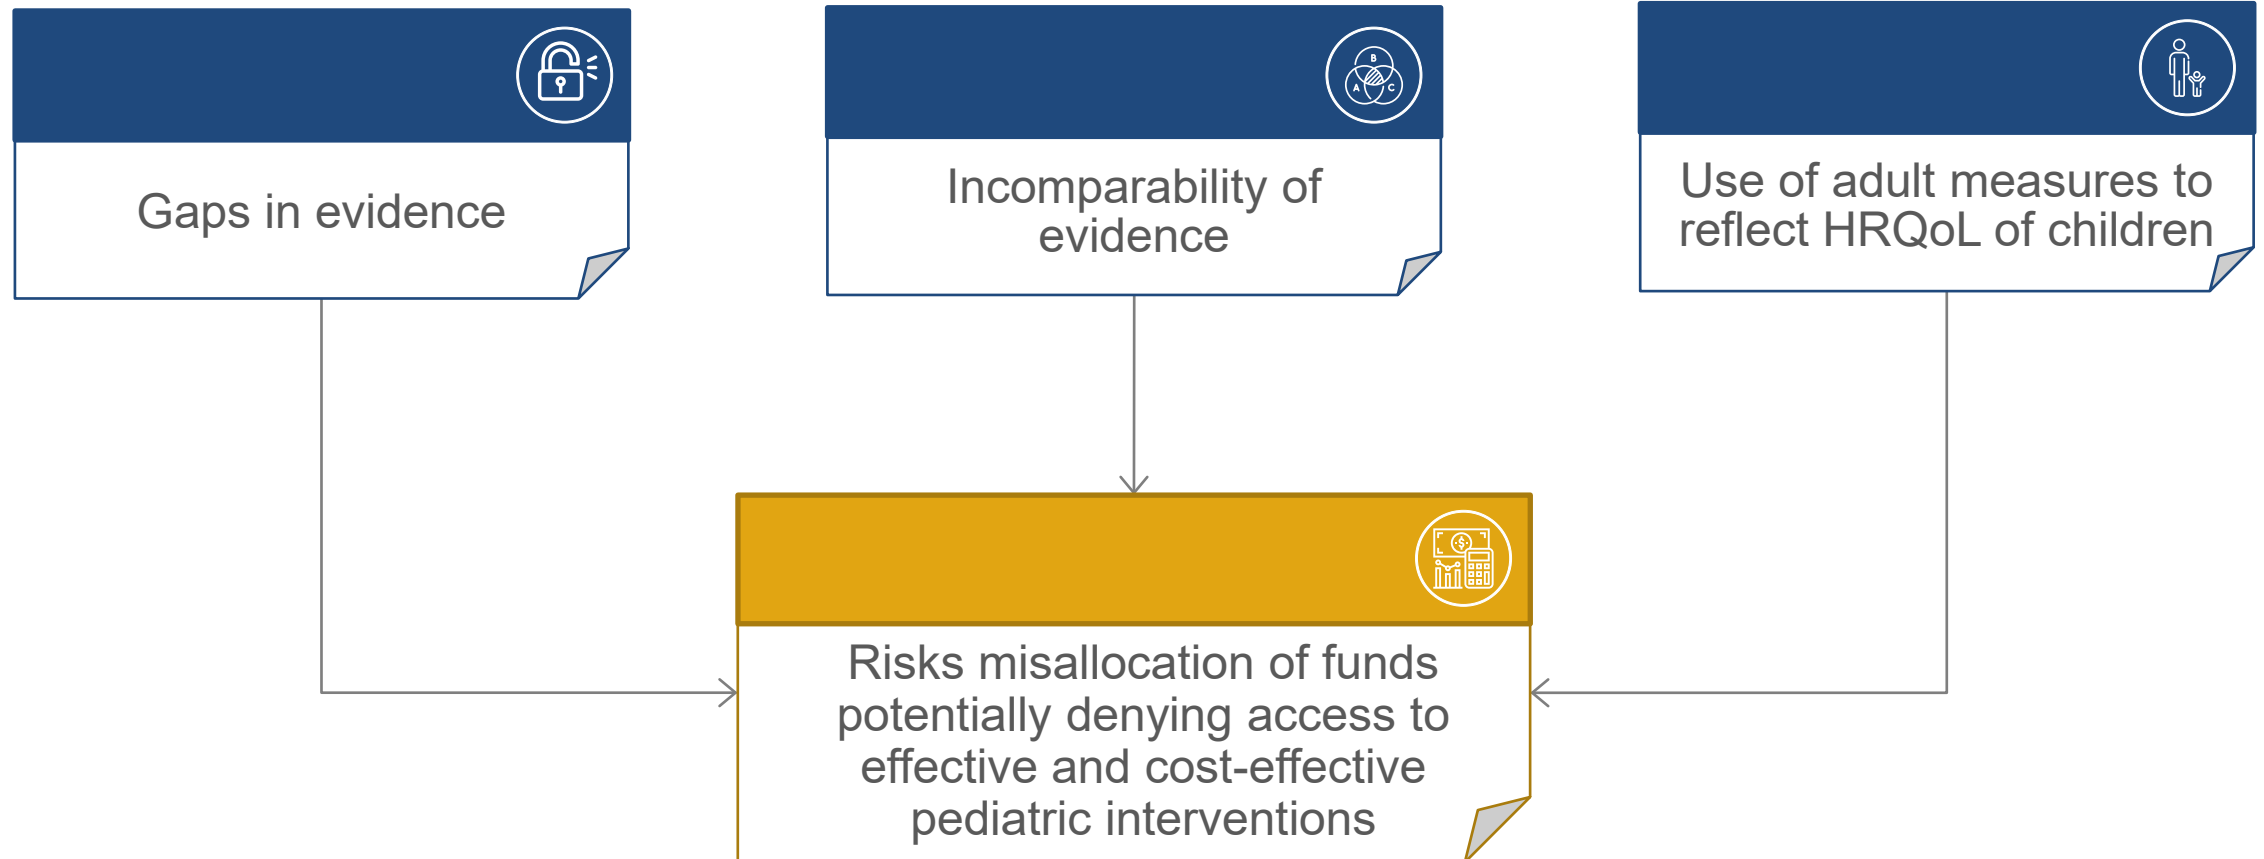 Gaps in evidence
B
A
C
Incomparability of
evidence
Use of adult measures to
reflect HRQoL of children
$
Risks misallocation of funds
potentially denying access to
effective and cost-effective
pediatric interventions